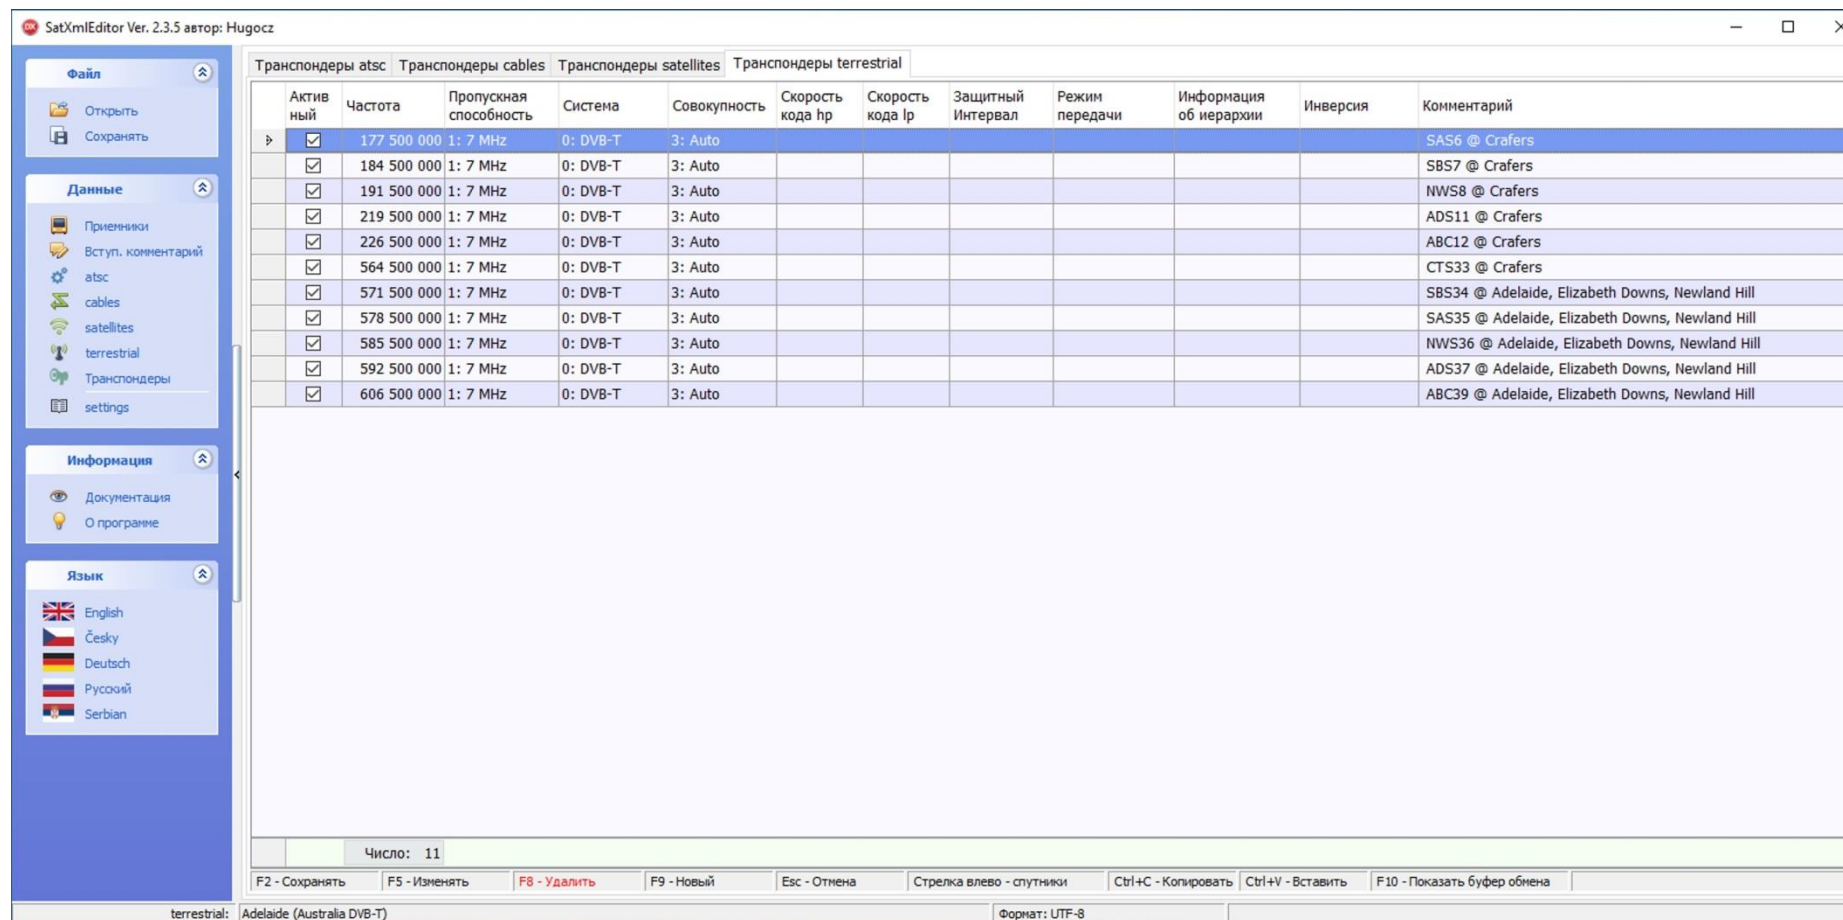 SatXmlEditor Ver. 2.3.5 автор: Hugocz
Файл
Открыть
Сохранять
Данные
Приемники
Вступ. комментарий
atsc
cables
satellites
terrestrial
Транспондеры
settings
Информация
Документация
О программе
Язык
English
Česky
Deutsch
Русский
Serbian
Транспондеры atsc Транспондеры cables Транспондеры satellites Транспондеры terrestrial
Актив Частота Пропускная Система Совокупность Скорость Скорость Защитный Режим Информация Инверсия Комментарий
ный способность кода hp кода lp Интервал передачи об иерархии
177 500 000 1: 7 MHz 0: DVB-T 3: Auto SAS6 @ Crafers
184 500 000 1: 7 MHz 0: DVB-T 3: Auto SBS7 @ Crafers
191 500 000 1: 7 MHz 0: DVB-T 3: Auto NWS8 @ Crafers
219 500 000 1: 7 MHz 0: DVB-T 3: Auto ADS11 @ Crafers
226 500 000 1: 7 MHz 0: DVB-T 3: Auto ABC12 @ Crafers
564 500 000 1: 7 MHz 0: DVB-T 3: Auto CTS33 @ Crafers
571 500 000 1: 7 MHz 0: DVB-T 3: Auto SBS34 @ Adelaide, Elizabeth Downs, Newland Hill
578 500 000 1: 7 MHz 0: DVB-T 3: Auto SAS35 @ Adelaide, Elizabeth Downs, Newland Hill
585 500 000 1: 7 MHz 0: DVB-T 3: Auto NWS36 @ Adelaide, Elizabeth Downs, Newland Hill
592 500 000 1: 7 MHz 0: DVB-T 3: Auto ADS37 @ Adelaide, Elizabeth Downs, Newland Hill
606 500 000 1: 7 MHz 0: DVB-T 3: Auto ABC39 @ Adelaide, Elizabeth Downs, Newland Hill
Число: 11
F2 - Сохранять F5 - Изменять F8 - Удалить F9 - Новый Esc - Отмена Стрелка влево - спутники Ctrl+C - Копировать Ctrl+V - Вставить F10 - Показать буфер обмена
terrestrial: Adelaide (Australia DVB-T) Формат: UTF-8